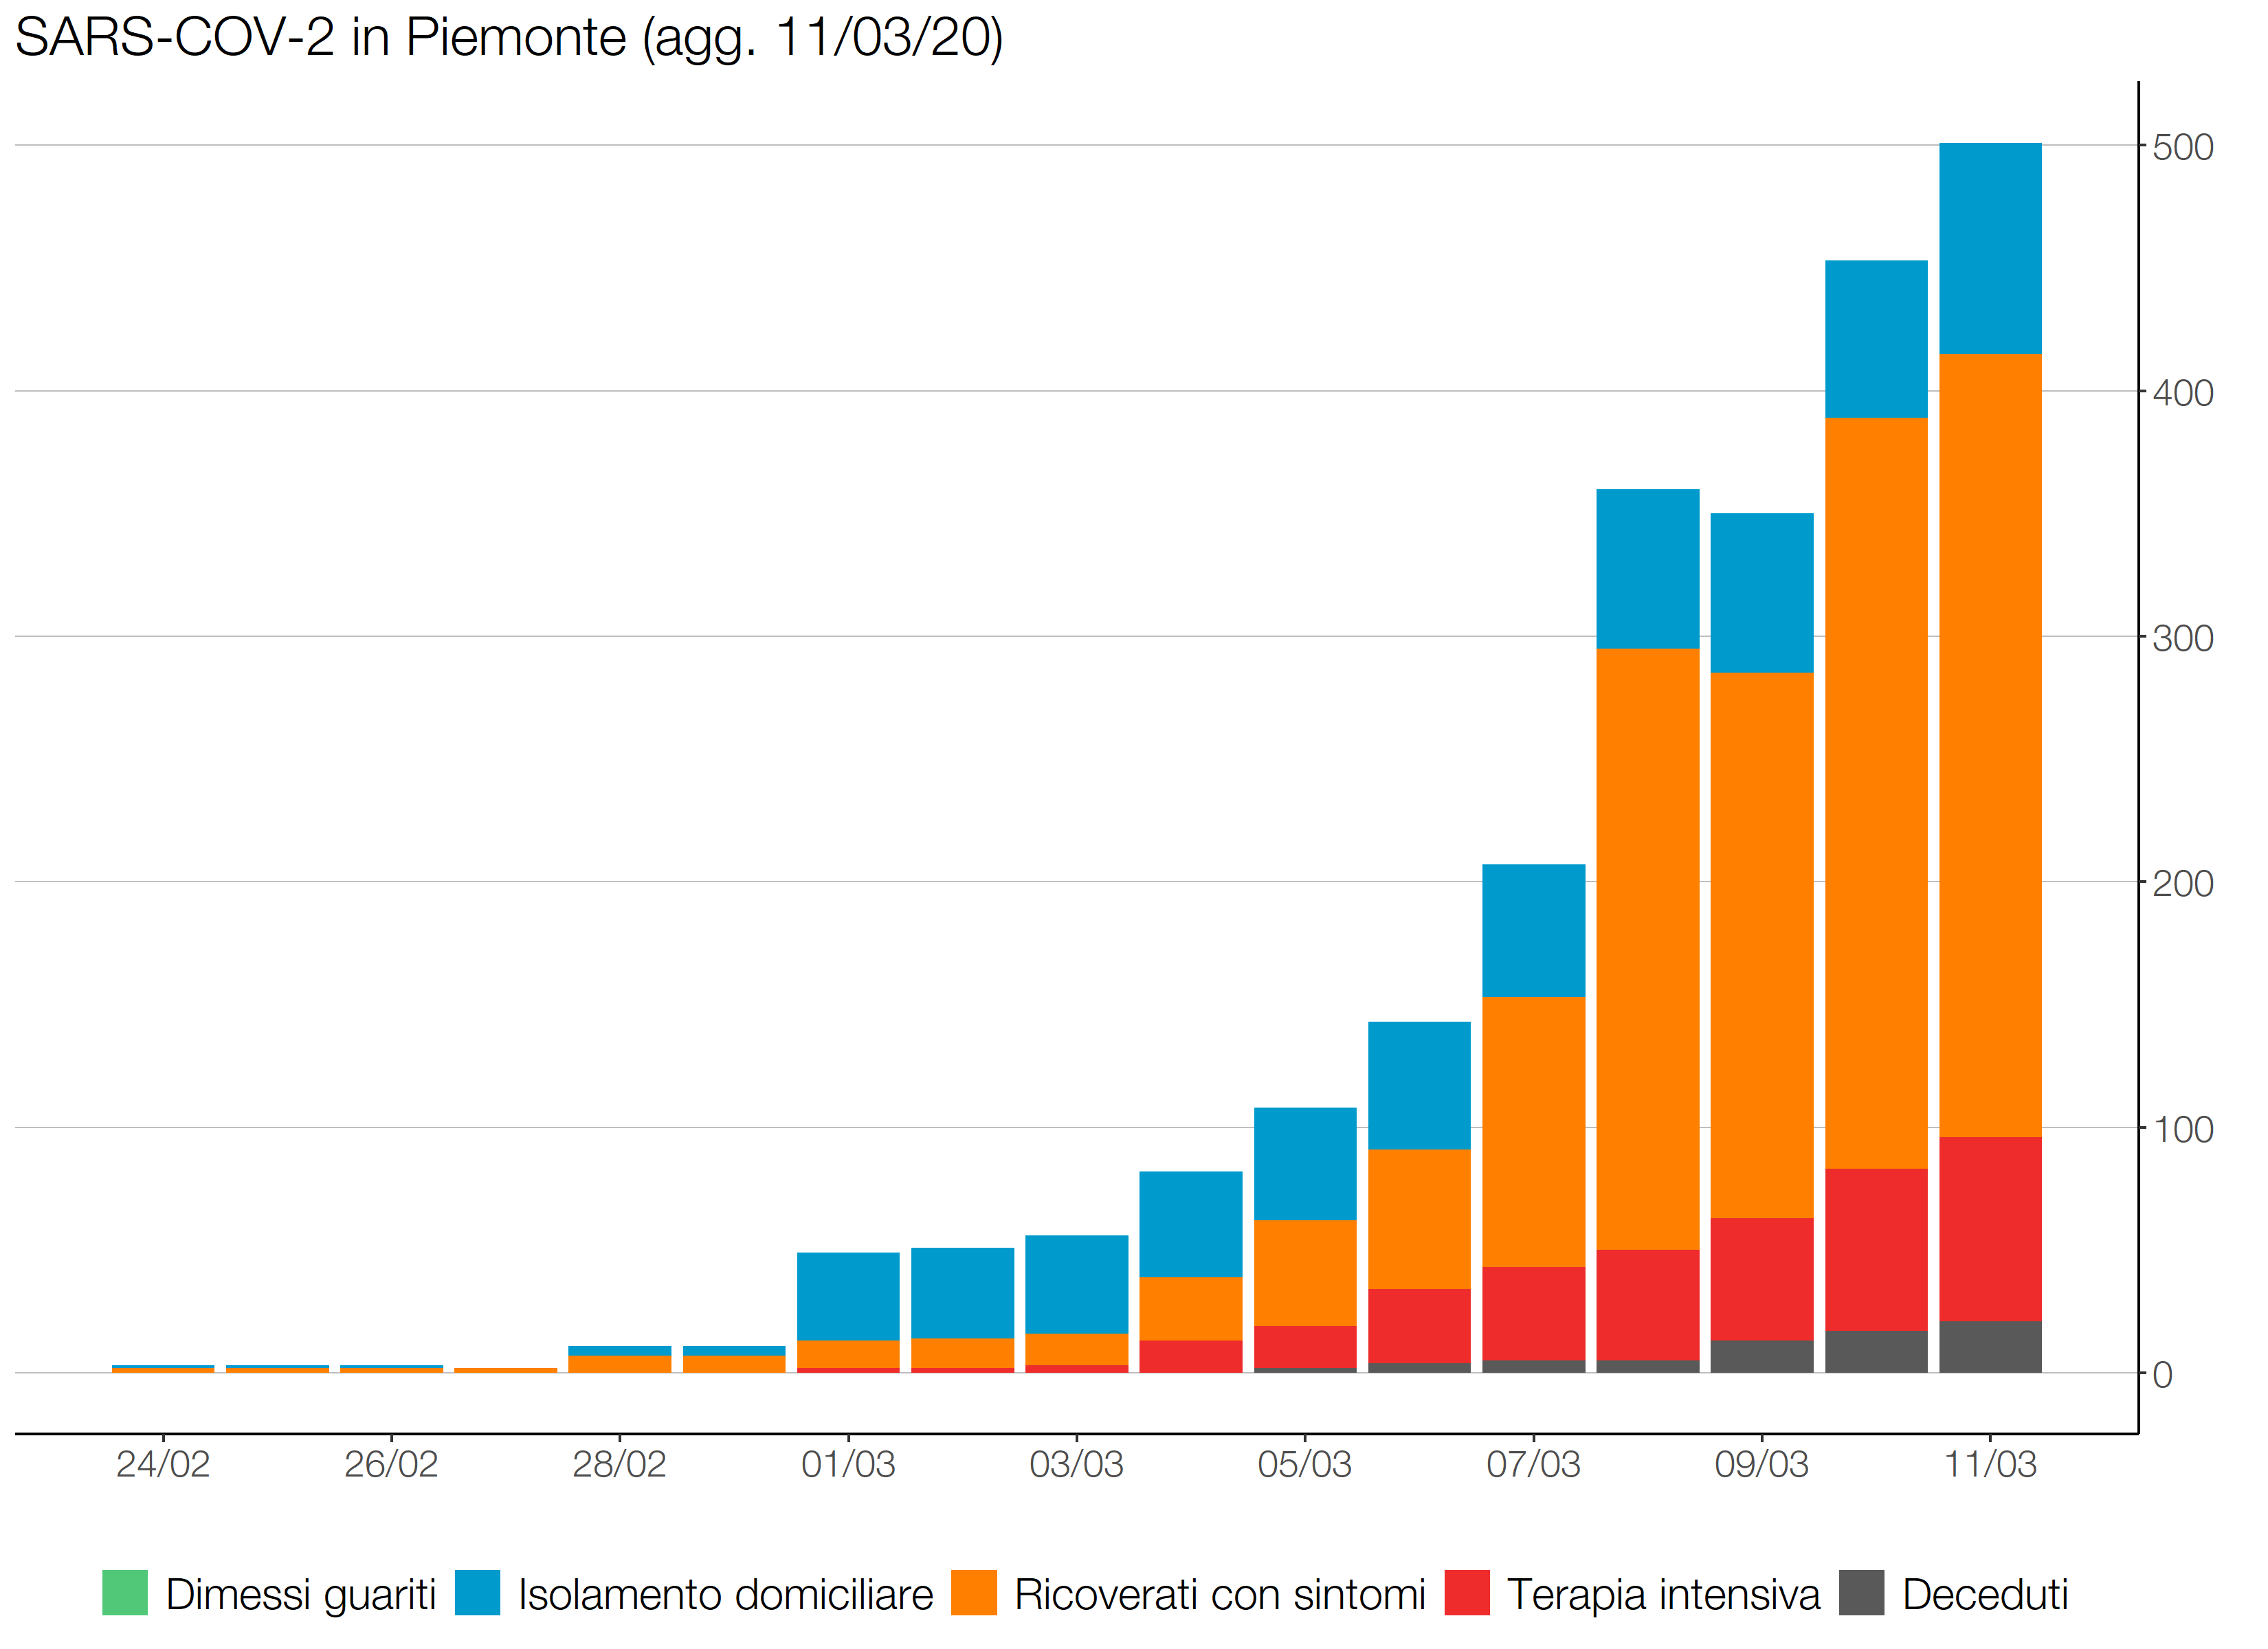 SARS-COV-2 in Piemonte (agg. 11/03/20)
500
400
300
200
100
0
24/02 26/02 28/02 01/03 03/03 05/03 07/03 09/03 11/03
Dimessi guariti Isolamento domiciliare Ricoverati con sintomi Terapia intensiva Deceduti